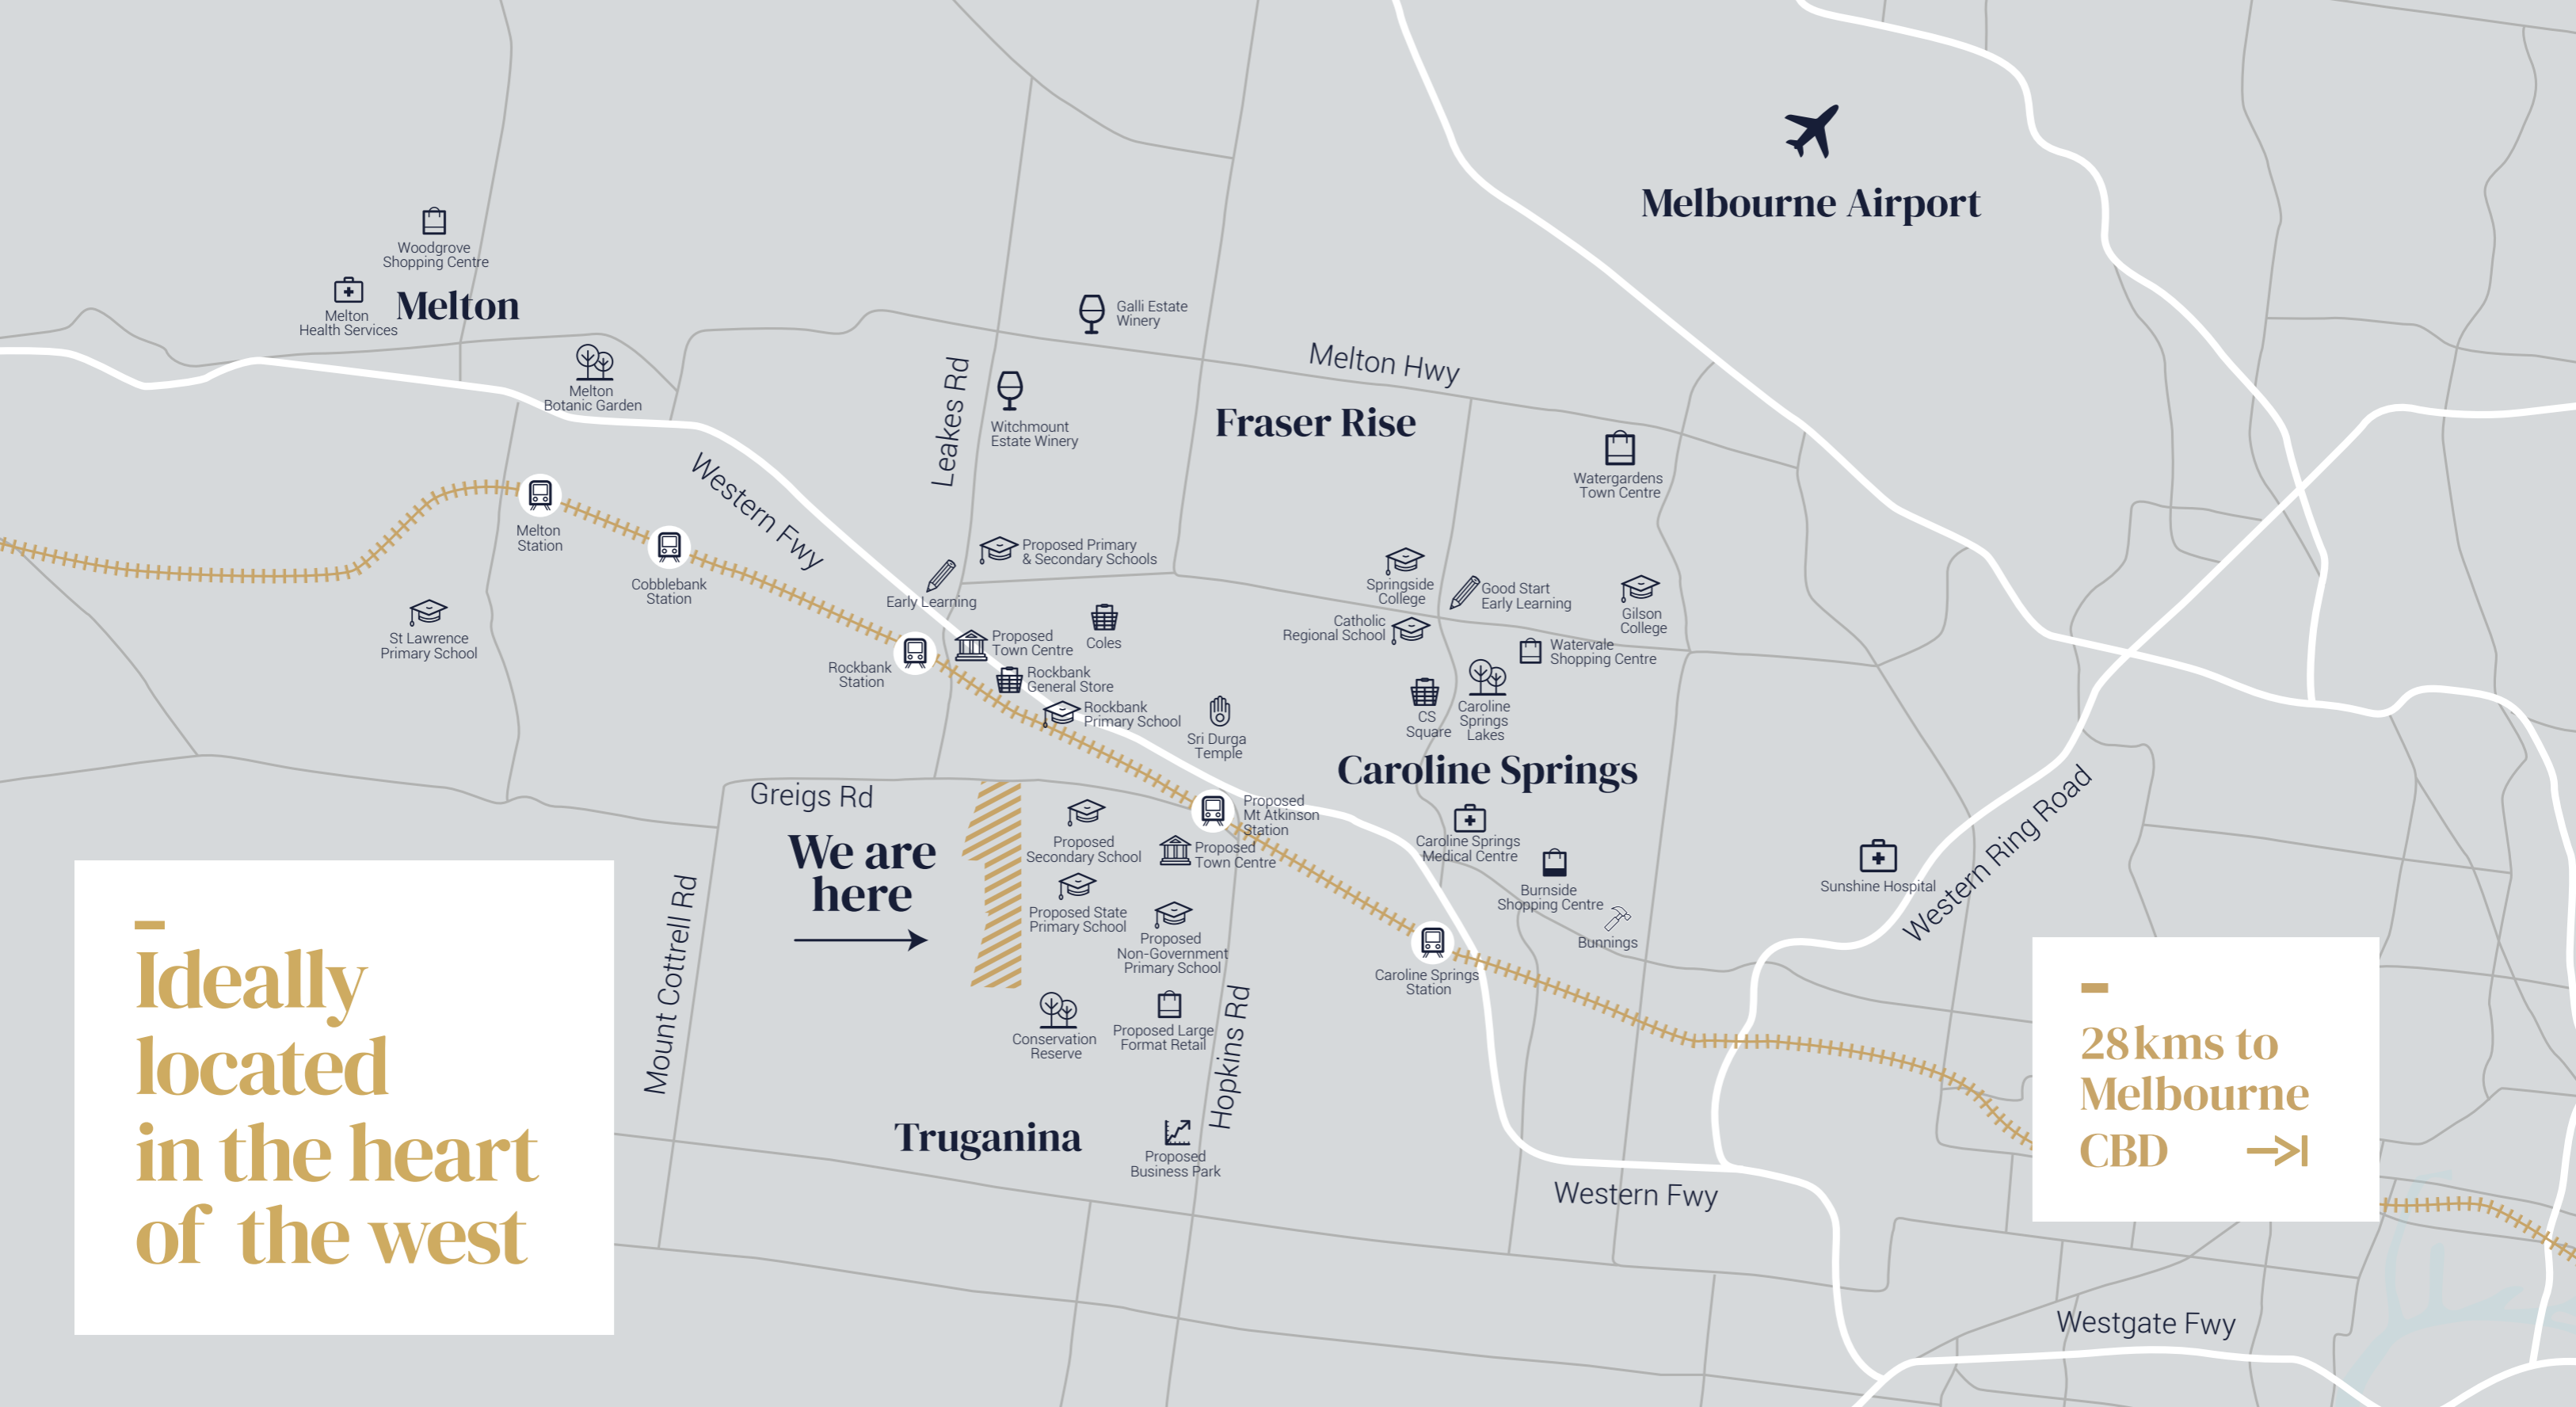 Melbourne Airport
Woodgrove
Shopping Centre
Melton
Health Services
Melton
Galli Estate
Winery
Melton
Botanic Garden
Melton Hwy
Leakes Rd
Witchmount
Estate Winery
Fraser Rise
Watergardens
Town Centre
Western Fwy
Melton
Station
Cobblebank
Station
Proposed Primary
& Secondary Schools
Early Learning
Springside
College
Good Start
Early Learning
Gilson
College
St Lawrence
Primary School
Proposed
Town Centre
Coles
Catholic
Regional School
Watervale
Shopping Centre
Rockbank
Station
Rockbank
General Store
Rockbank
Primary School
Sri Durga
Temple
CS
Square
Caroline
Springs
Lakes
Caroline Springs
Greigs Rd
Proposed
Mt Atkinson
Station
We are
here
Proposed
Secondary School
Proposed
Town Centre
Caroline Springs
Medical Centre
Burnside
Shopping Centre
Sunshine Hospital
Western Ring Road
Proposed State
Primary School
Proposed
Non-Government
Primary School
Bunnings
Caroline Springs
Station
Mount Cottrell Rd
Conservation
Reserve
Proposed Large
Format Retail
Hopkins Rd
Truganina
Proposed
Business Park
Western Fwy
Westgate Fwy
Ideally
located
in the heart
of the west
28kms to
Melbourne
CBD